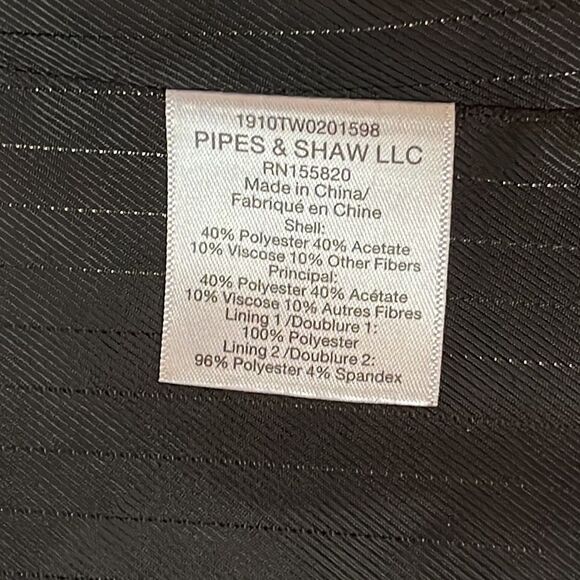 1910TW0201598
PIPES & SHAW LLC
RN155820
Made in China/
Fabriqué en Chine
Shell:
40% Polyester 40% Acetate
10% Viscose 10% Other Fibers
Principal:
40% Polyester 40% Acétate
10% Viscose 10% Autres Fibres
Lining 1 /Doublure 1:
100% Polyester
Lining 2 /Doublure 2:
96% Polyester 4% Spandex